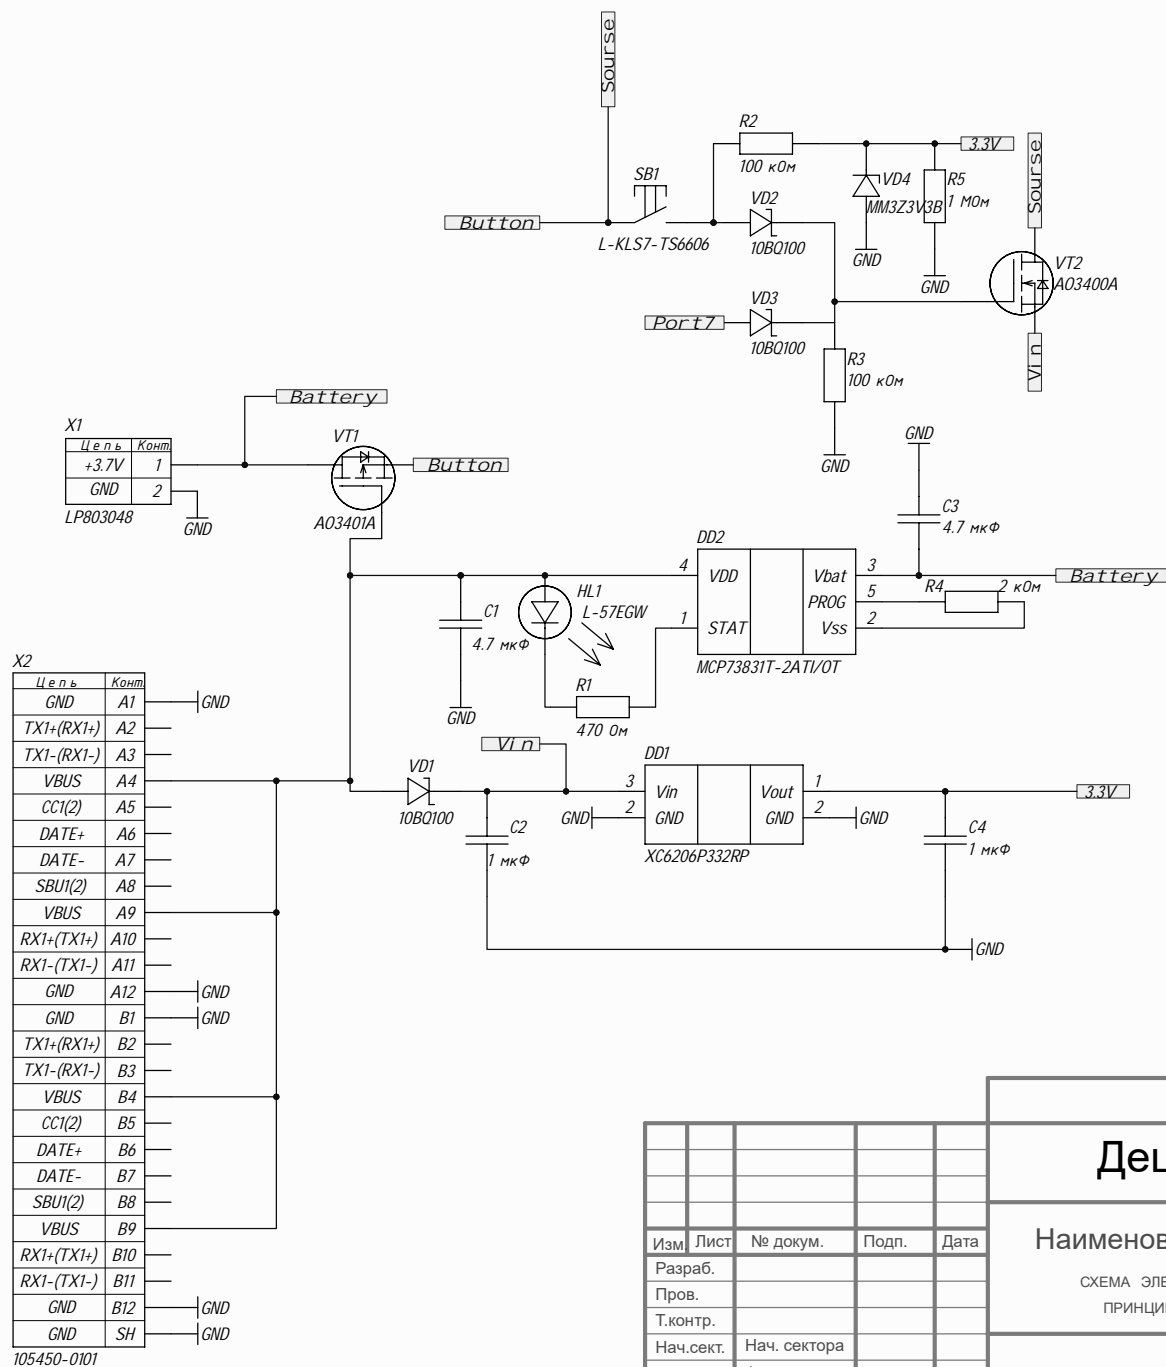 Sourse
R2
100 кОм
3.3V
Sourse
SB1
VD4
MM3Z3V3B
R5
1 МОм
Button
VD2
10BQ100
L-KLS7-TS6606
GND
GND
VT2
AO3400A
Port7
VD3
10BQ100
Vin
R3
100 кОм
Battery
GND
X1
Цепь Конт.
+3.7V 1
GND 2
LP803048
GND
VT1
AO3401A
Button
GND
C3
4.7 мкФ
DD2
4 VDD
1 STAT
Vbat 3
PROG 5
Vss 2
MCP73831T-2ATI/OT
R4
2 кОм
Battery
C1
4.7 мкФ
GND
HL1
L-57EGW
R1
470 Ом
X2
Цепь Конт.
GND A1 GND
TX1+(RX1+) A2
TX1-(RX1-) A3
VBUS A4
CC1(2) A5
DATE+ A6
DATE- A7
SBU1(2) A8
VBUS A9
RX1+(TX1+) A10
RX1-(TX1-) A11
GND A12 GND
GND B1 GND
TX1+(RX1+) B2
TX1-(RX1-) B3
VBUS B4
CC1(2) B5
DATE+ B6
DATE- B7
SBU1(2) B8
VBUS B9
RX1+(TX1+) B10
RX1-(TX1-) B11
GND B12 GND
GND SH GND
105450-0101
Vin
VD1
10BQ100
C2
1 мкФ
DD1
3 Vin
GND 2 GND
Vout 1
GND 2 GND
XC6206P332RP
3.3V
C4
1 мкФ
GND
Изм. Лист № докум. Подп. Дата
Разраб.
Пров.
Т.контр.
Нач.сект. Нач. сектора